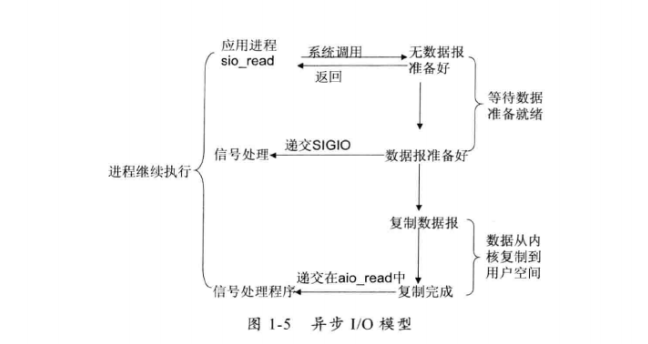 应用进程
sio_read
系统调用
返回
无数据报
准备好
等待数据
准备就绪
信号处理
递交SIGIO
数据报准备好
进程继续执行
复制数据报
数据从内
核复制到
用户空间
信号处理程序
递交在aio_read中
复制完成
图 1-5 异步 I/O 模型